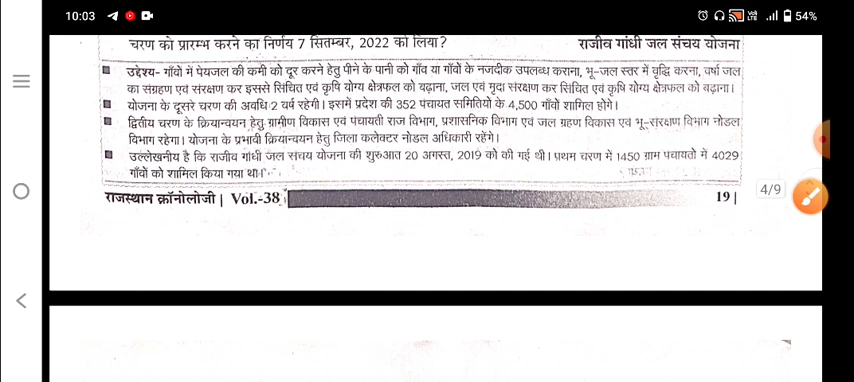 10:03
54%
चरण को प्रारम्भ करने का निर्णय 7 सितम्बर, 2022 को लिया? राजीव गांधी जल संचय योजना
उद्देश्य- गाँवों में पेयजल की कमी को दूर करने हेतु पीने के पानी को गाँव या गाँवों के नजदीक उपलब्ध कराना, भू-जल स्तर में वृद्धि करना, वर्षा जल
का संग्रहण एवं संरक्षण कर इससे सिंचित एवं कृषि योग्य क्षेत्रफल को बढ़ाना, जल एवं मृदा संरक्षण कर सिंचित एवं कृषि योग्य क्षेत्रफल को बढ़ाना।
योजना के दूसरे चरण की अवधि 2 वर्ष रहेगी। इसमें प्रदेश की 352 पंचायत समितियों के 4,500 गाँवों शामिल होंगे।
द्वितीय चरण के क्रियान्वयन हेतु ग्रामीण विकास एवं पंचायती राज विभाग, प्रशासनिक विभाग एवं जल ग्रहण विकास एवं भू-संरक्षण विभाग नोडल
विभाग रहेगा। योजना के प्रभावी क्रियान्वयन हेतु जिला कलेक्टर नोडल अधिकारी रहेंगे।
उल्लेखनीय है कि राजीव गांधी जल संचय योजना की शुरुआत 20 अगस्त, 2019 को की गई थी। प्रथम चरण में 1450 ग्राम पंचायतों में 4029
गाँवों को शामिल किया गया था।
राजस्थान क्रॉनोलोजी | Vol.-38 19 |
4/9